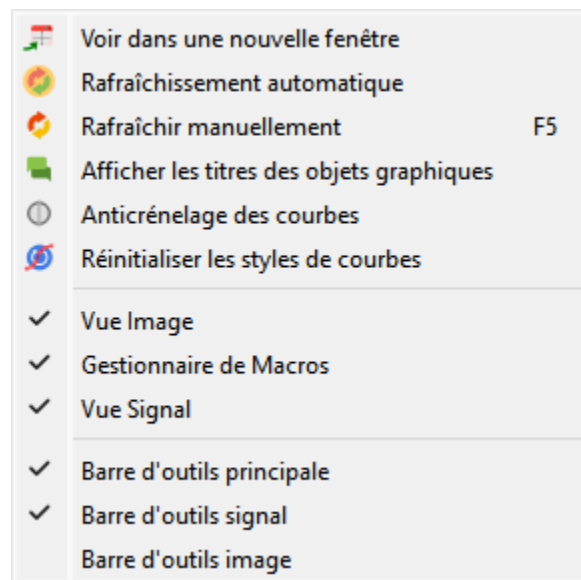 Voir dans une nouvelle fenêtre
Rafraîchissement automatique
Rafraîchir manuellement F5
Afficher les titres des objets graphiques
Anticrénelage des courbes
Réinitialiser les styles de courbes
Vue Image
Gestionnaire de Macros
Vue Signal
Barre d'outils principale
Barre d'outils signal
Barre d'outils image